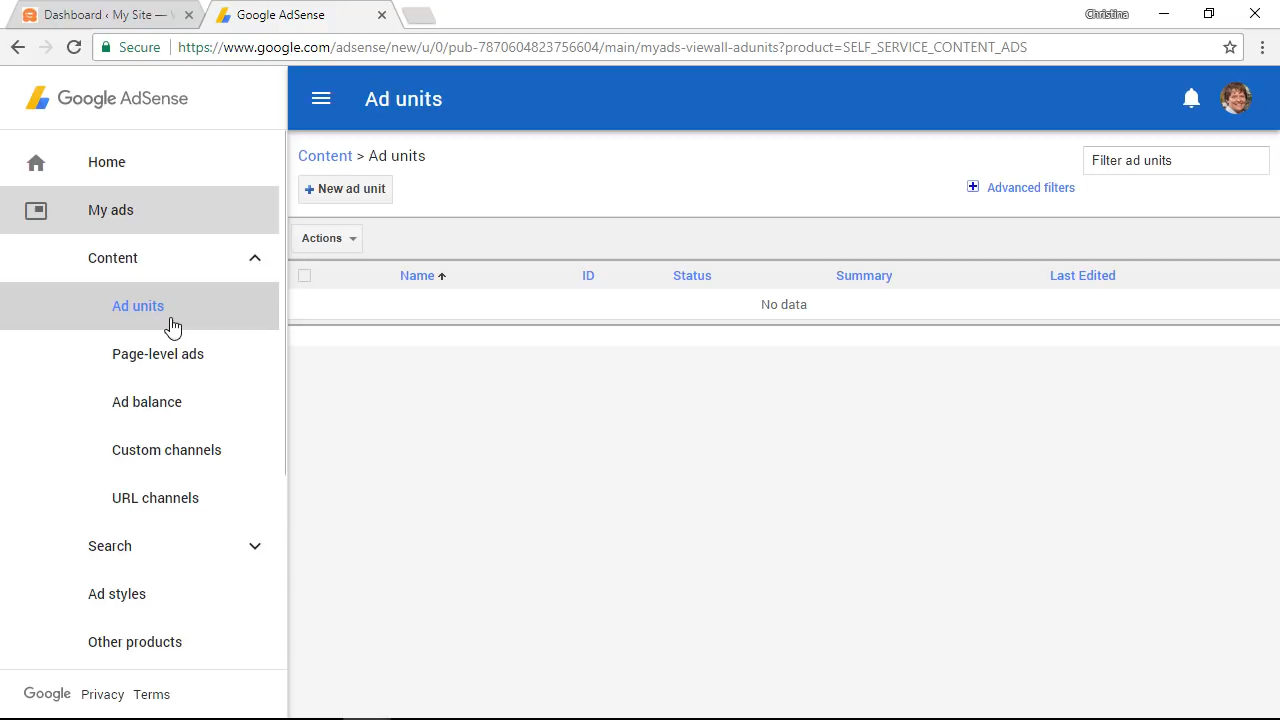 Dashboard ‹ My Site —
Google AdSense
Christina
Secure
https://www.google.com/adsense/new/u/0/pub-7870604823756604/main/myads-viewall-adunits?product=SELF_SERVICE_CONTENT_ADS
Google AdSense
Ad units
Home
My ads
Content
Ad units
Page-level ads
Ad balance
Custom channels
URL channels
Search
Ad styles
Other products
Google Privacy Terms
Content > Ad units
Filter ad units
+ New ad unit
Advanced filters
Actions
Name ID Status Summary Last Edited
No data